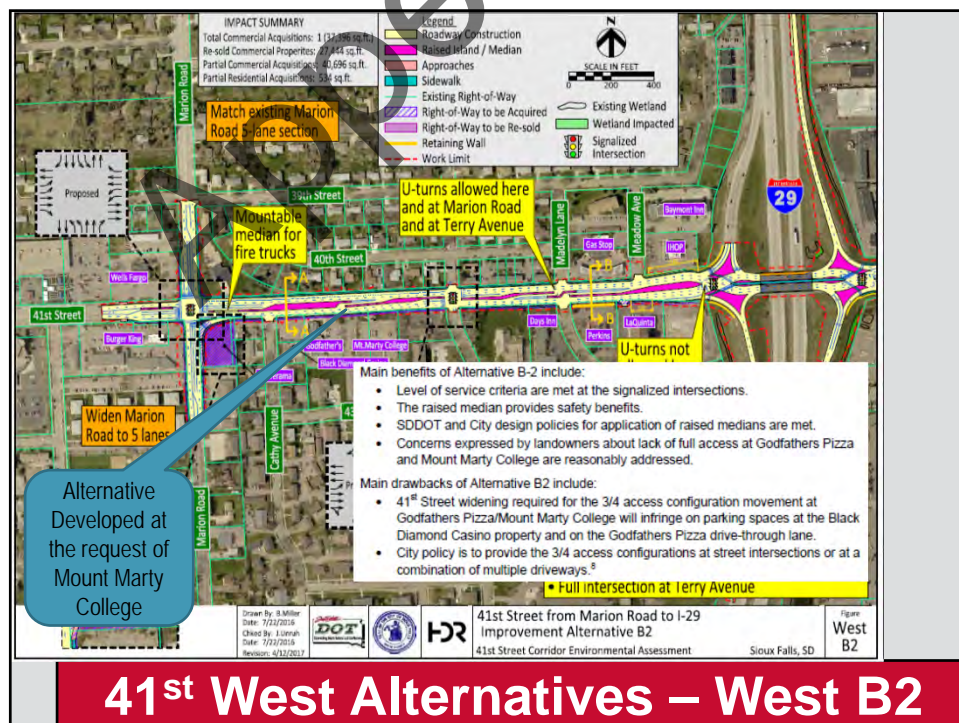 IMPACT SUMMARY
Total Commercial Acquisitions: 1 (37,396 sq.ft.)
Re-sold Commercial Properites: 27,444 sq.ft.
Partial Commercial Acquisitions: 40,696 sq.ft.
Partial Residential Acquisitions: 534 sq.ft.
Legend
Roadway Construction
Raised Island / Median
Approaches
Sidewalk
Existing Right-of-Way
Right-of-Way to be Acquired
Right-of-Way to be Re-sold
Retaining Wall
Work Limit
N
SCALE IN FEET
0 200 400
Existing Wetland
Wetland Impacted
Signalized
Intersection
Marion Road
Match existing Marion
Road 5-lane section
Proposed
39th Street
Mountable
median for
fire trucks
40th Street
U-turns allowed here
and at Marion Road
and at Terry Avenue
Madelyn Lane
Meadow Ave
Baymont Inn
Gas Stop
IHOP
INTERSTATE
29
Wells Fargo
A
B
41st Street
Burger King
A
Godfather's
Mt.Marty College
Days Inn
B
Perkins
LaQuinta
U-turns not
Widen Marion
Road to 5 lanes
Cathy Avenue
Marion Road
Alternative
Developed at
the request of
Mount Marty
College
Main benefits of Alternative B-2 include:
• Level of service criteria are met at the signalized intersections.
• The raised median provides safety benefits.
• SDDOT and City design policies for application of raised medians are met.
• Concerns expressed by landowners about lack of full access at Godfathers Pizza
and Mount Marty College are reasonably addressed.
Main drawbacks of Alternative B2 include:
• 41st Street widening required for the 3/4 access configuration movement at
Godfathers Pizza/Mount Marty College will infringe on parking spaces at the Black
Diamond Casino property and on the Godfathers Pizza drive-through lane.
• City policy is to provide the 3/4 access configurations at street intersections or at a
combination of multiple driveways.8
• Full intersection at Terry Avenue
Drawn By: B.Miller
Date: 7/22/2016
Chked By: J.Unruh
Date: 7/22/2016
Revision: 4/12/2017
DOT
HDR
41st Street from Marion Road to I-29
Improvement Alternative B2
41st Street Corridor Environmental Assessment Sioux Falls, SD
Figure
West
B2
41st West Alternatives – West B2